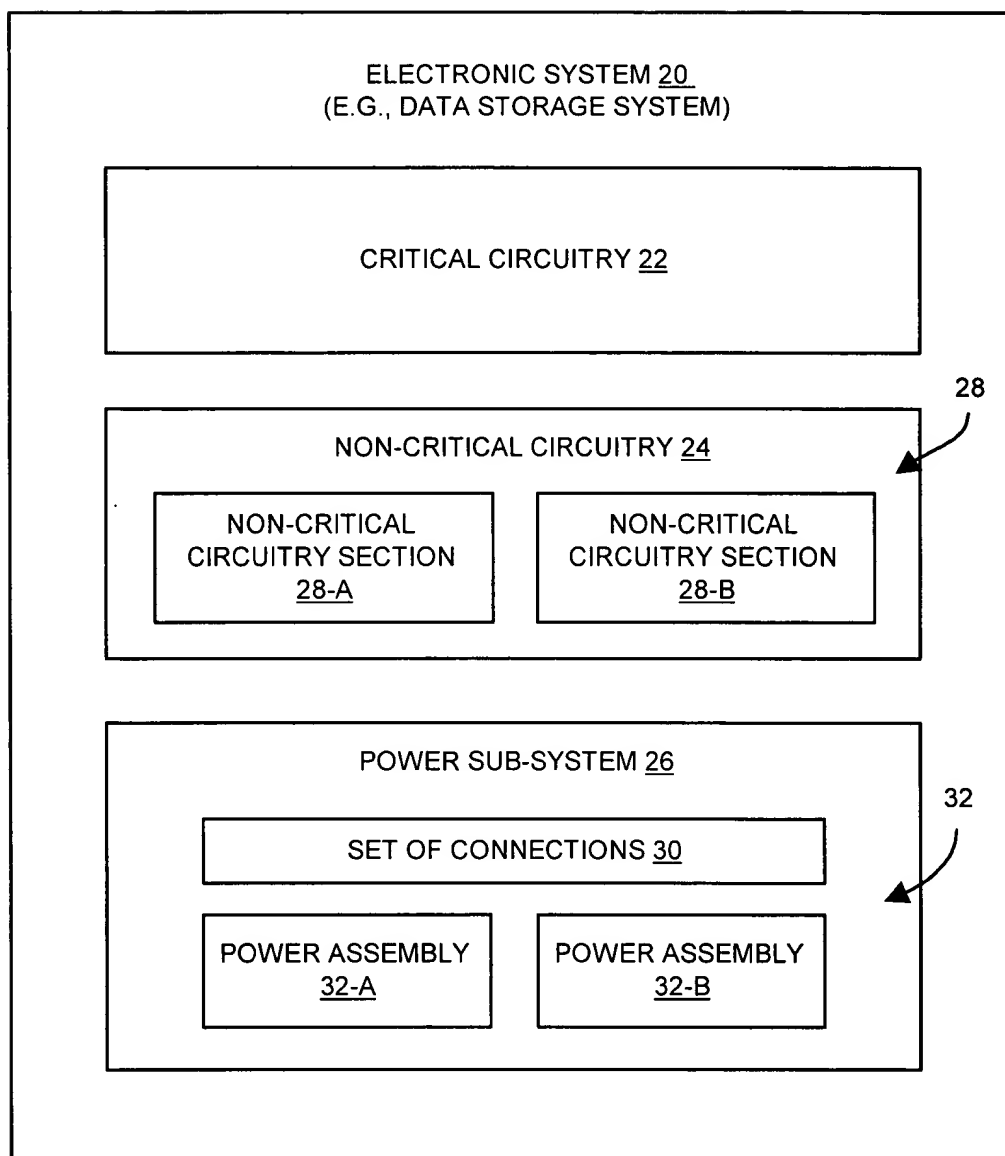 ELECTRONIC SYSTEM 20
(E.G., DATA STORAGE SYSTEM)
CRITICAL CIRCUITRY 22
28
NON-CRITICAL CIRCUITRY 24
NON-CRITICAL
CIRCUITRY SECTION
28-A
NON-CRITICAL
CIRCUITRY SECTION
28-B
POWER SUB-SYSTEM 26
32
SET OF CONNECTIONS 30
POWER ASSEMBLY
32-A
POWER ASSEMBLY
32-B